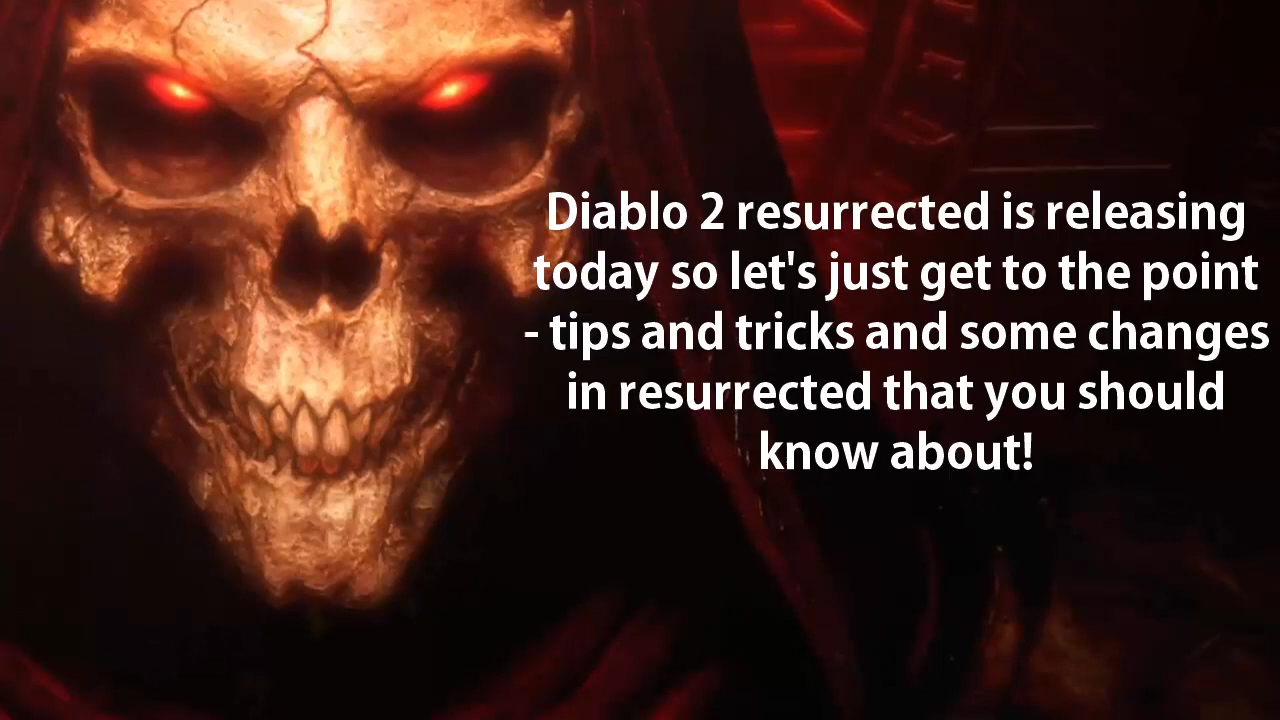 Diablo 2 resurrected is releasing
today so let's just get to the point
- tips and tricks and some changes
in resurrected that you should
know about!